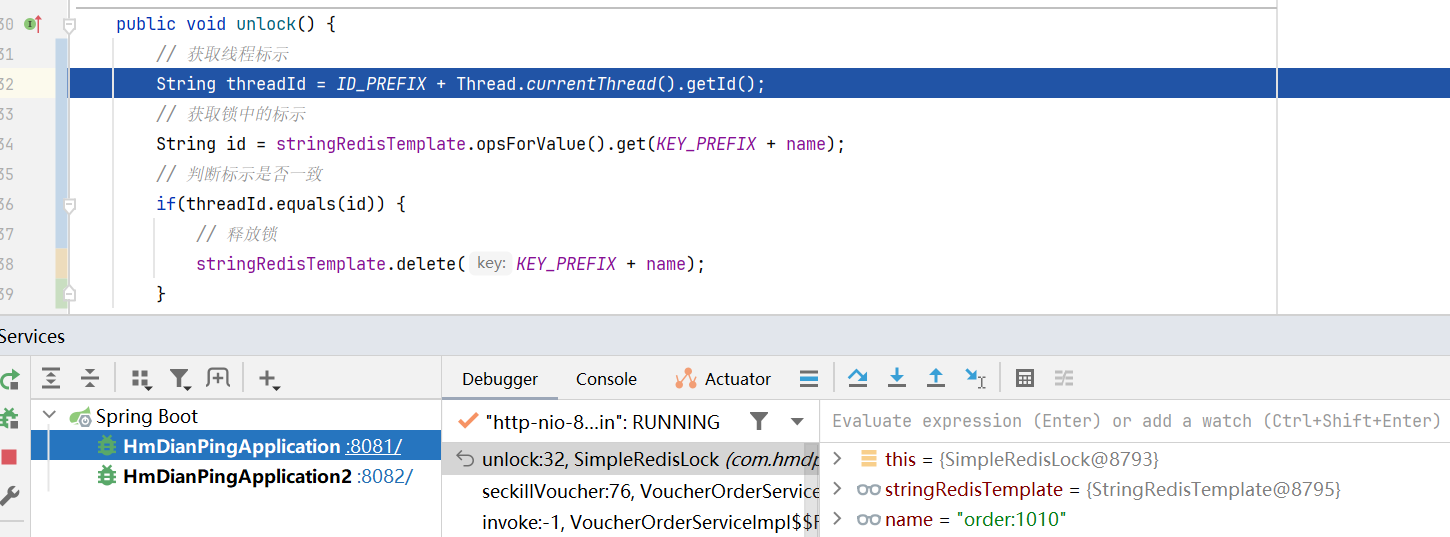 30 public void unlock() {
31 // 获取线程标示
32 String threadId = ID_PREFIX + Thread.currentThread().getId();
33 // 获取锁中的标示
34 String id = stringRedisTemplate.opsForValue().get(KEY_PREFIX + name);
35 // 判断标示是否一致
36 if(threadId.equals(id)) {
37 // 释放锁
38 stringRedisTemplate.delete( key: KEY_PREFIX + name);
39 }
Services
Debugger Console Actuator
Spring Boot
"http-nio-8...in": RUNNING
Evaluate expression (Enter) or add a watch (Ctrl+Shift+Enter)
HmDianPingApplication :8081/
unlock:32, SimpleRedisLock (com.hmdp
this = {SimpleRedisLock@8793}
HmDianPingApplication2 :8082/
seckillVoucher:76, VoucherOrderService
stringRedisTemplate = {StringRedisTemplate@8795}
invoke:-1, VoucherOrderServiceImpl$$F
name = "order:1010"